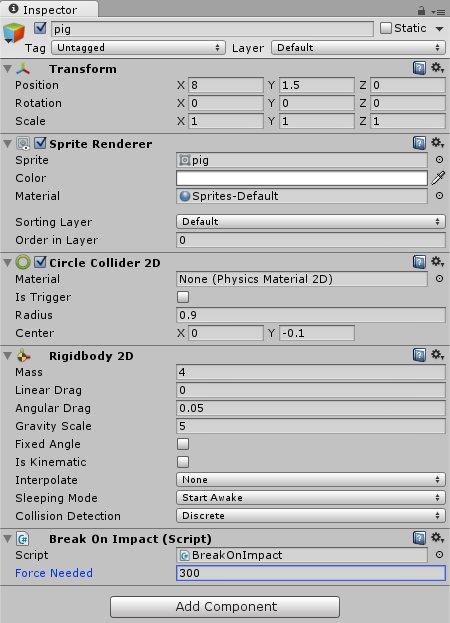 Inspector
pig Static
Tag Untagged Layer Default
Transform
Position X 8 Y 1.5 Z 0
Rotation X 0 Y 0 Z 0
Scale X 1 Y 1 Z 1
Sprite Renderer
Sprite pig
Color
Material Sprites-Default
Sorting Layer Default
Order in Layer 0
Circle Collider 2D
Material None (Physics Material 2D)
Is Trigger
Radius 0.9
Center X 0 Y -0.1
Rigidbody 2D
Mass 4
Linear Drag 0
Angular Drag 0.05
Gravity Scale 5
Fixed Angle
Is Kinematic
Interpolate None
Sleeping Mode Start Awake
Collision Detection Discrete
Break On Impact (Script)
Script BreakOnImpact
Force Needed 300
Add Component